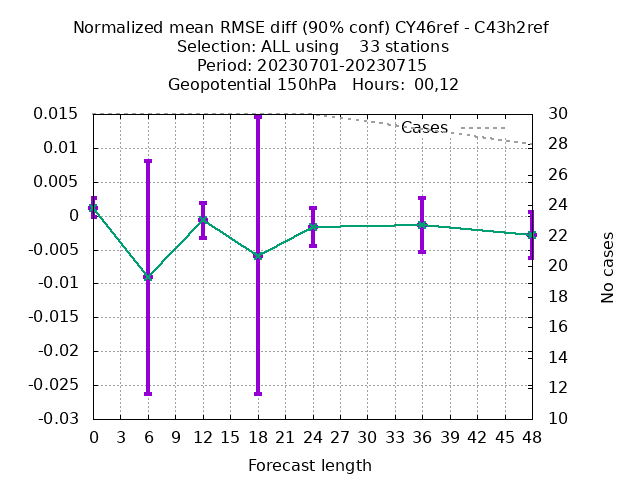 Normalized mean RMSE diff (90% conf) CY46ref - C43h2ref
Selection: ALL using    33 stations
Period: 20230701-20230715
Geopotential 150hPa   Hours:  00,12
0.015
0.01
0.005
0
-0.005
-0.01
-0.015
-0.02
-0.025
-0.03
Cases
30
28
26
24
22
20
18
16
14
12
10
No cases
0 3 6 9 12 15 18 21 24 27 30 33 36 39 42 45 48
Forecast length